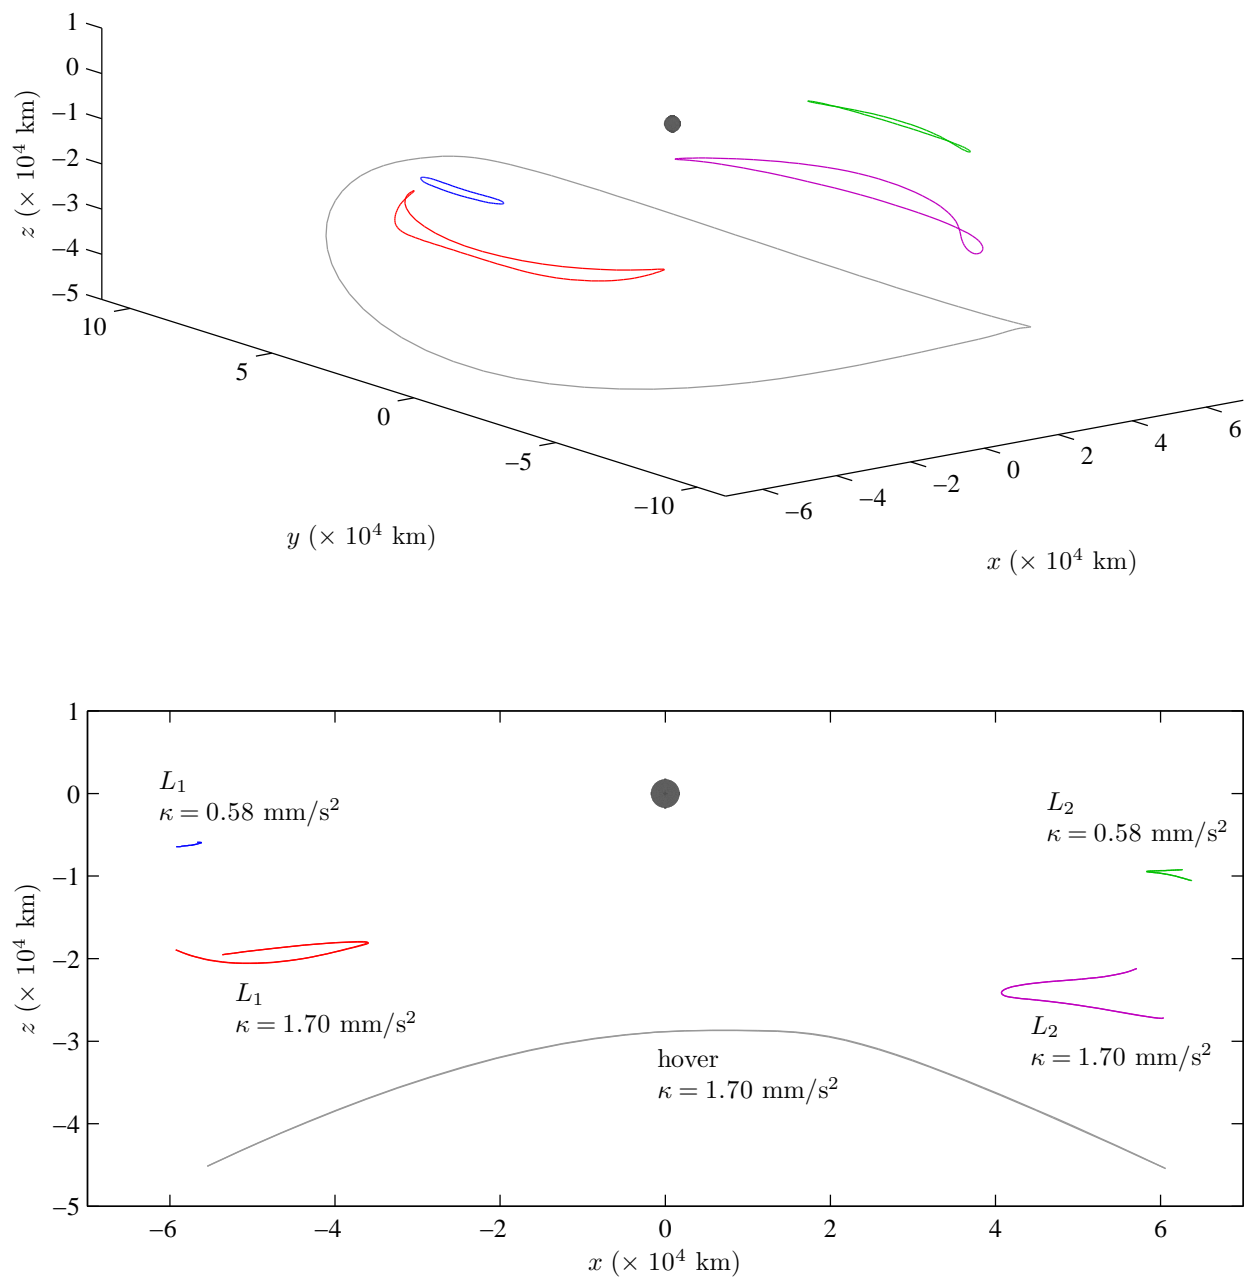 1
0
−1
−2
−3
−4
−5
z (× 10⁴ km)
10
5
0
−5
−10
y (× 10⁴ km)
−6
−4
−2
0
2
4
6
x (× 10⁴ km)
1
0
−1
−2
−3
−4
−5
z (× 10⁴ km)
L₁
κ = 0.58 mm/s²
L₂
κ = 0.58 mm/s²
L₁
κ = 1.70 mm/s²
L₂
κ = 1.70 mm/s²
hover
κ = 1.70 mm/s²
−6
−4
−2
0
2
4
6
x (× 10⁴ km)